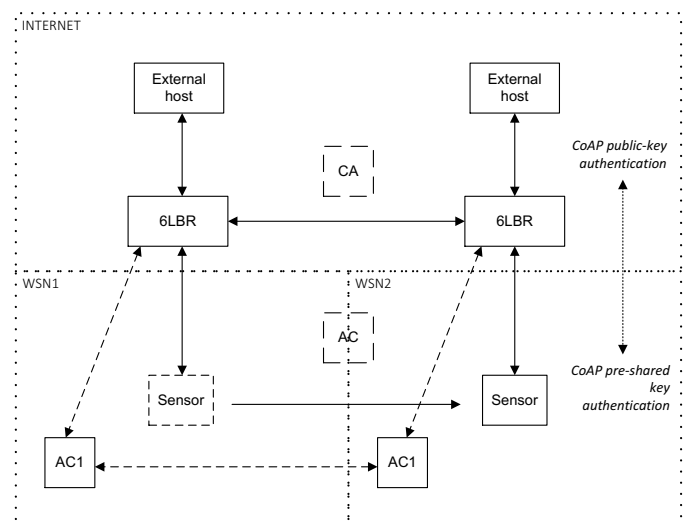 INTERNET
External
host
External
host
CoAP public-key
authentication
CA
6LBR
6LBR
WSN1
WSN2
AC
CoAP pre-shared
key
authentication
Sensor
Sensor
AC1
AC1